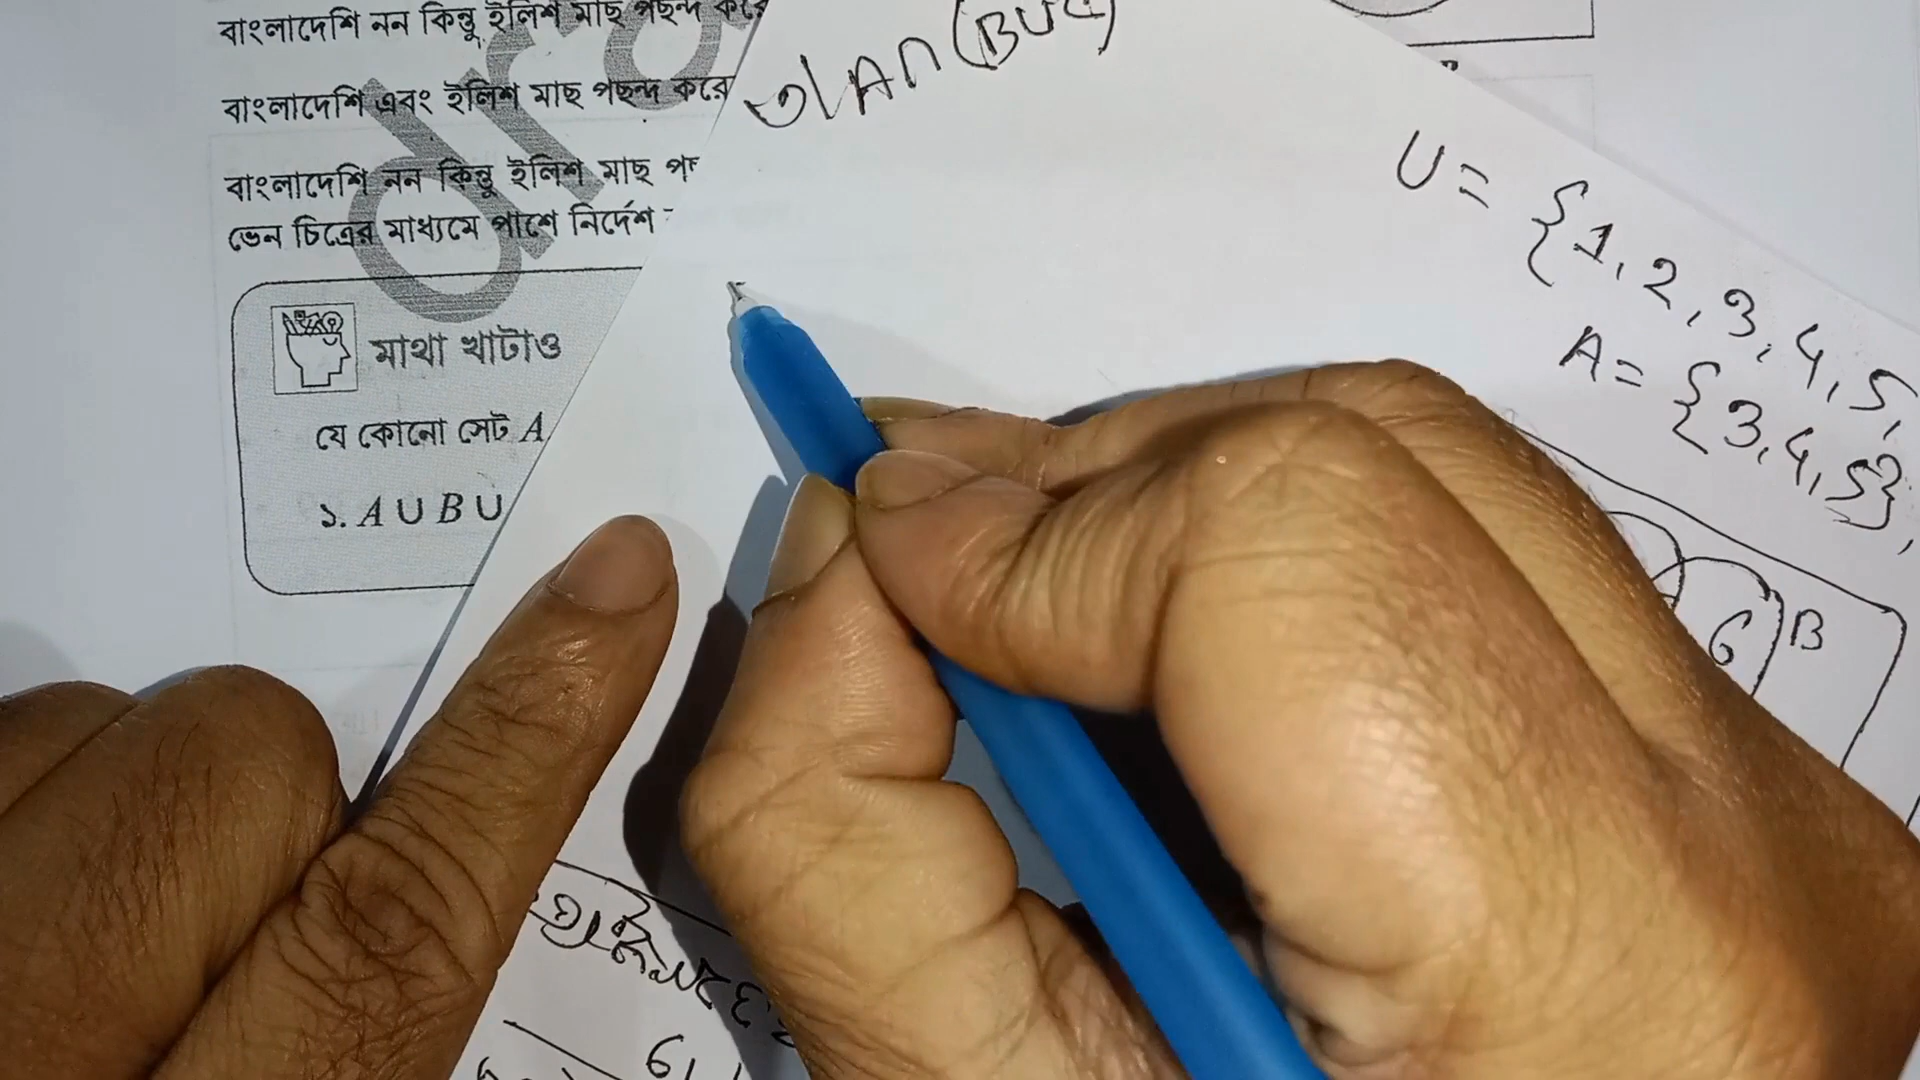 বাংলাদেশি নন কিন্তু ইলিশ মাছ পছন্দ করে
বাংলাদেশি এবং ইলিশ মাছ পছন্দ করে
বাংলাদেশি নন কিন্তু ইলিশ মাছ
ভেন চিত্রের মাধ্যমে পাশে নির্দেশ
মাথা খাটাও
যে কোনো সেট A,
১. A ∪ B ∪
৩। A∩(B∪C)
U = {1, 2, 3, 4, 5,
A = {3, 4, 5},
6 B